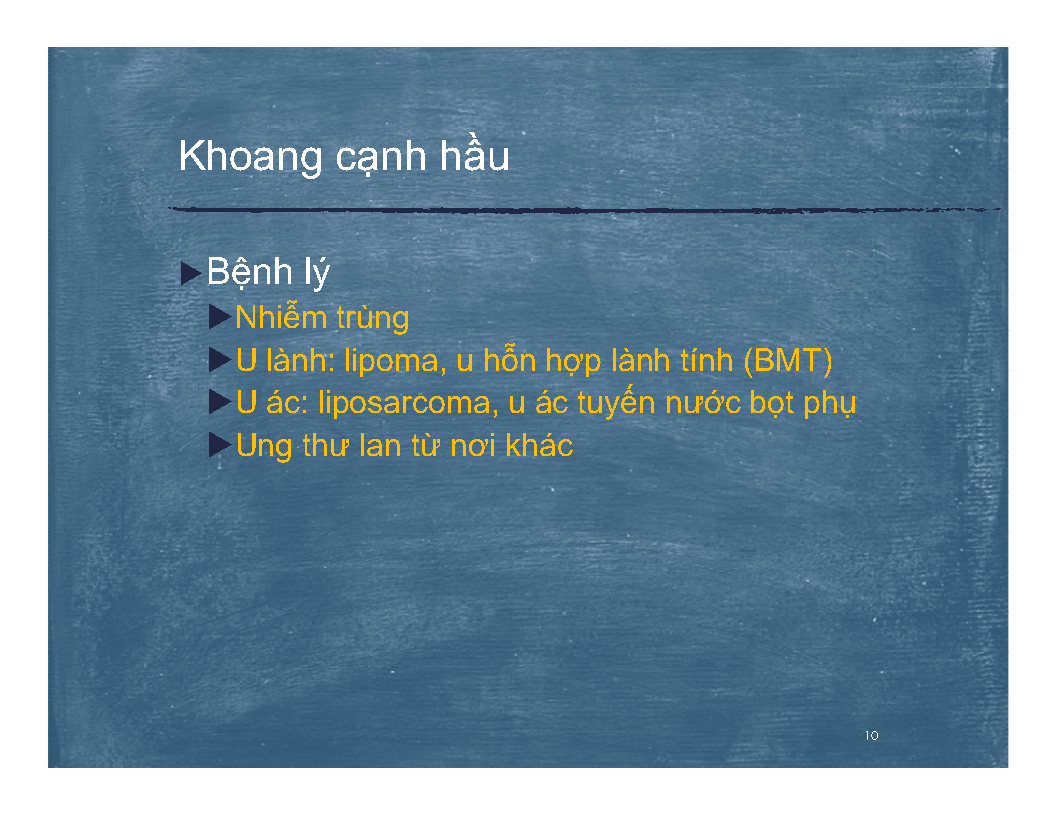 Khoang cạnh hầu
Bệnh lý
Nhiễm trùng
U lành: lipoma, u hỗn hợp lành tính (BMT)
U ác: liposarcoma, u ác tuyến nước bọt phụ
Ung thư lan từ nơi khác
10